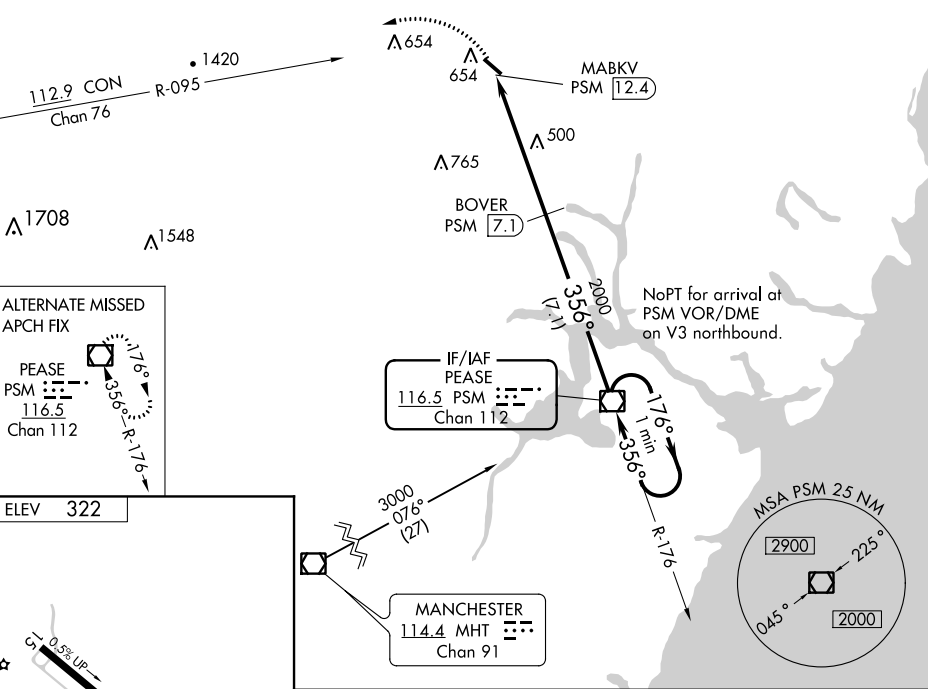 654
654
1420
112.9 CON
Chan 76
R-095
MABKV
PSM 12.4
500
765
BOVER
PSM 7.1
1708
1548
2000
356°
(7.1)
NoPT for arrival at
PSM VOR/DME
on V3 northbound.
ALTERNATE MISSED
APCH FIX
PEASE
PSM
116.5
Chan 112
176°
356°
R-176
IF/IAF
PEASE
116.5 PSM
Chan 112
176°
1 min
356°
R-176
ELEV 322
3000
076°
(27)
MSA PSM 25 NM
2900
225°
045°
2000
MANCHESTER
114.4 MHT
Chan 91
15
0.5% UP